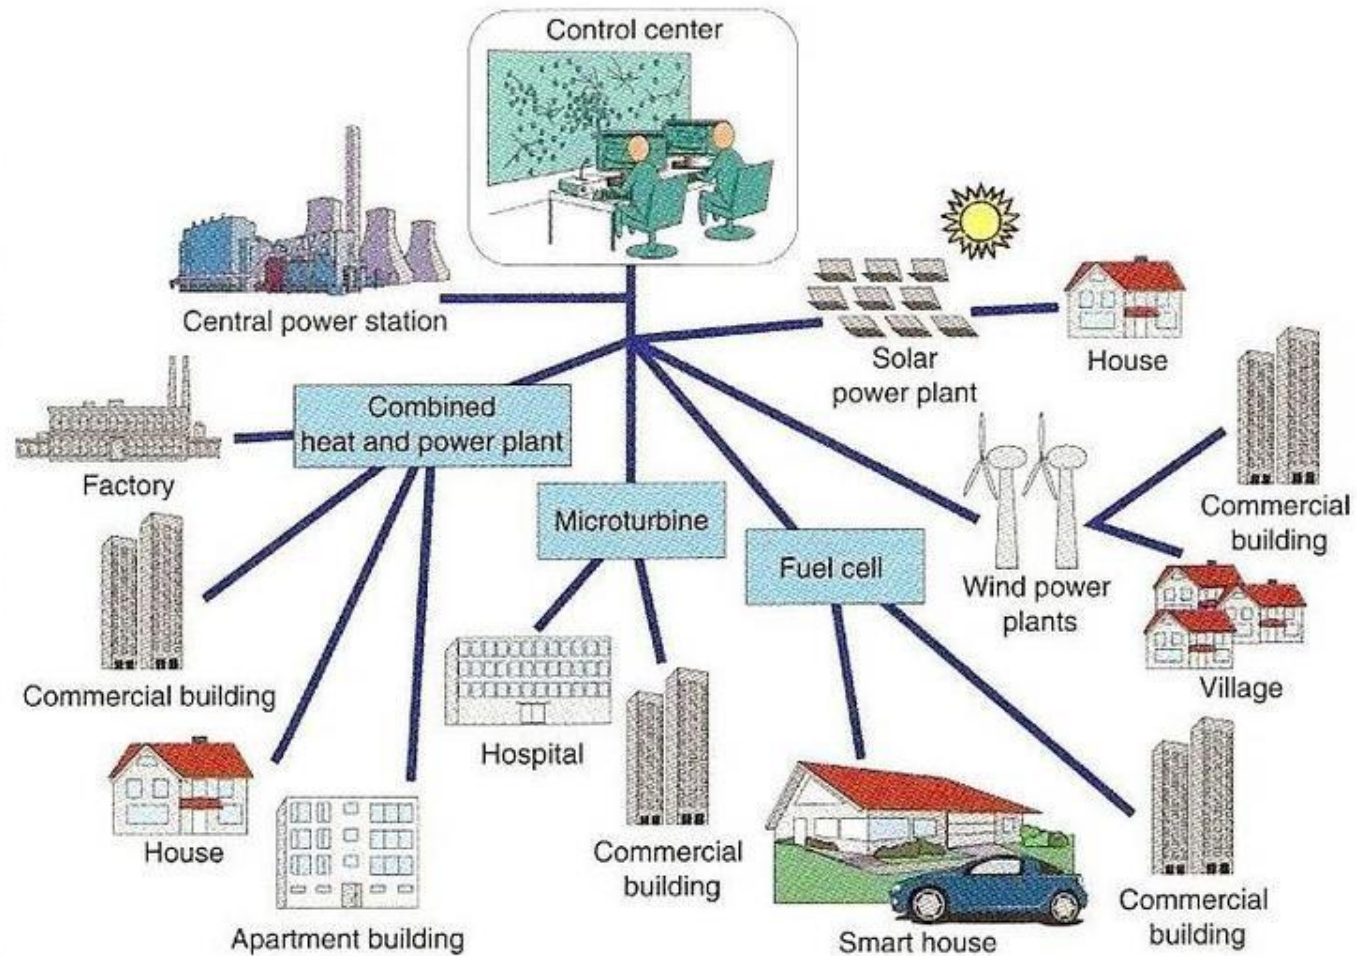 Control center
Central power station
Solar
power plant
House
Combined
heat and power plant
Factory
Microturbine
Fuel cell
Wind power
plants
Commercial
building
Village
Commercial building
Hospital
House
Commercial
building
Apartment building
Smart house
Commercial
building